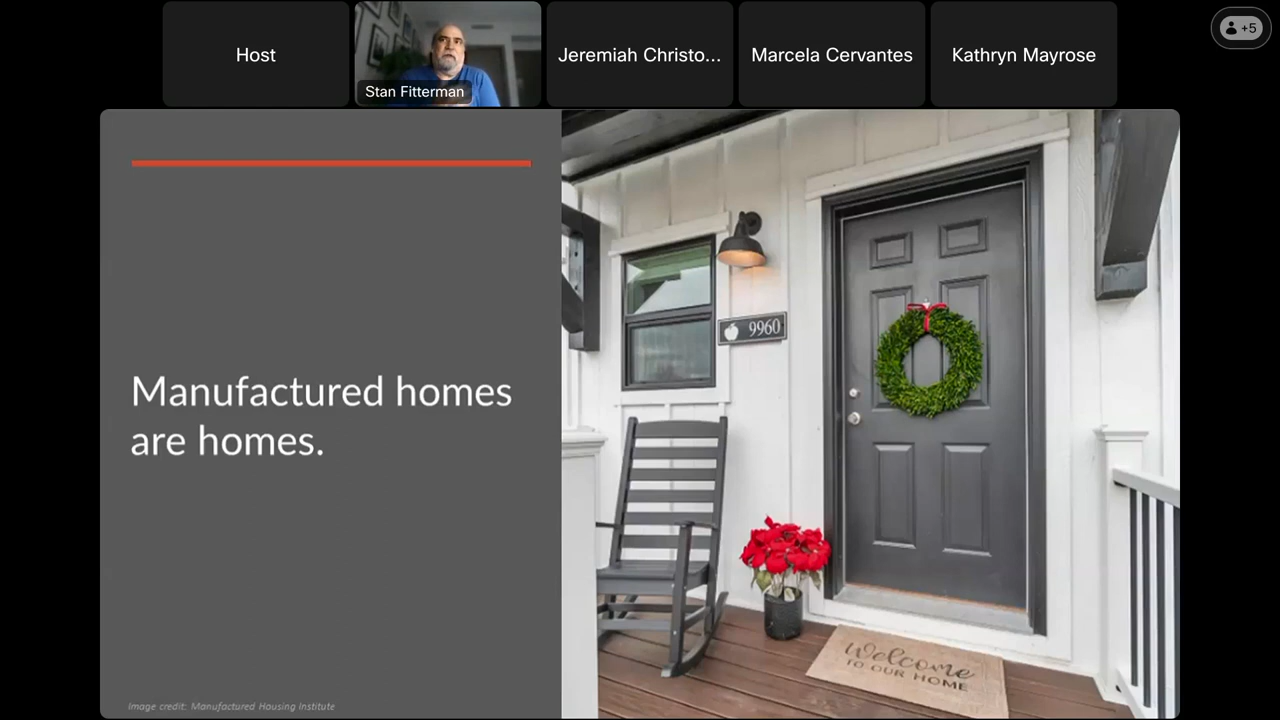 Host
Stan Fitterman
Jeremiah Christo...
Marcela Cervantes
Kathryn Mayrose
+5
Manufactured homes
are homes.
9960
Welcome
TO OUR HOME
Image credit: Manufactured Housing Institute